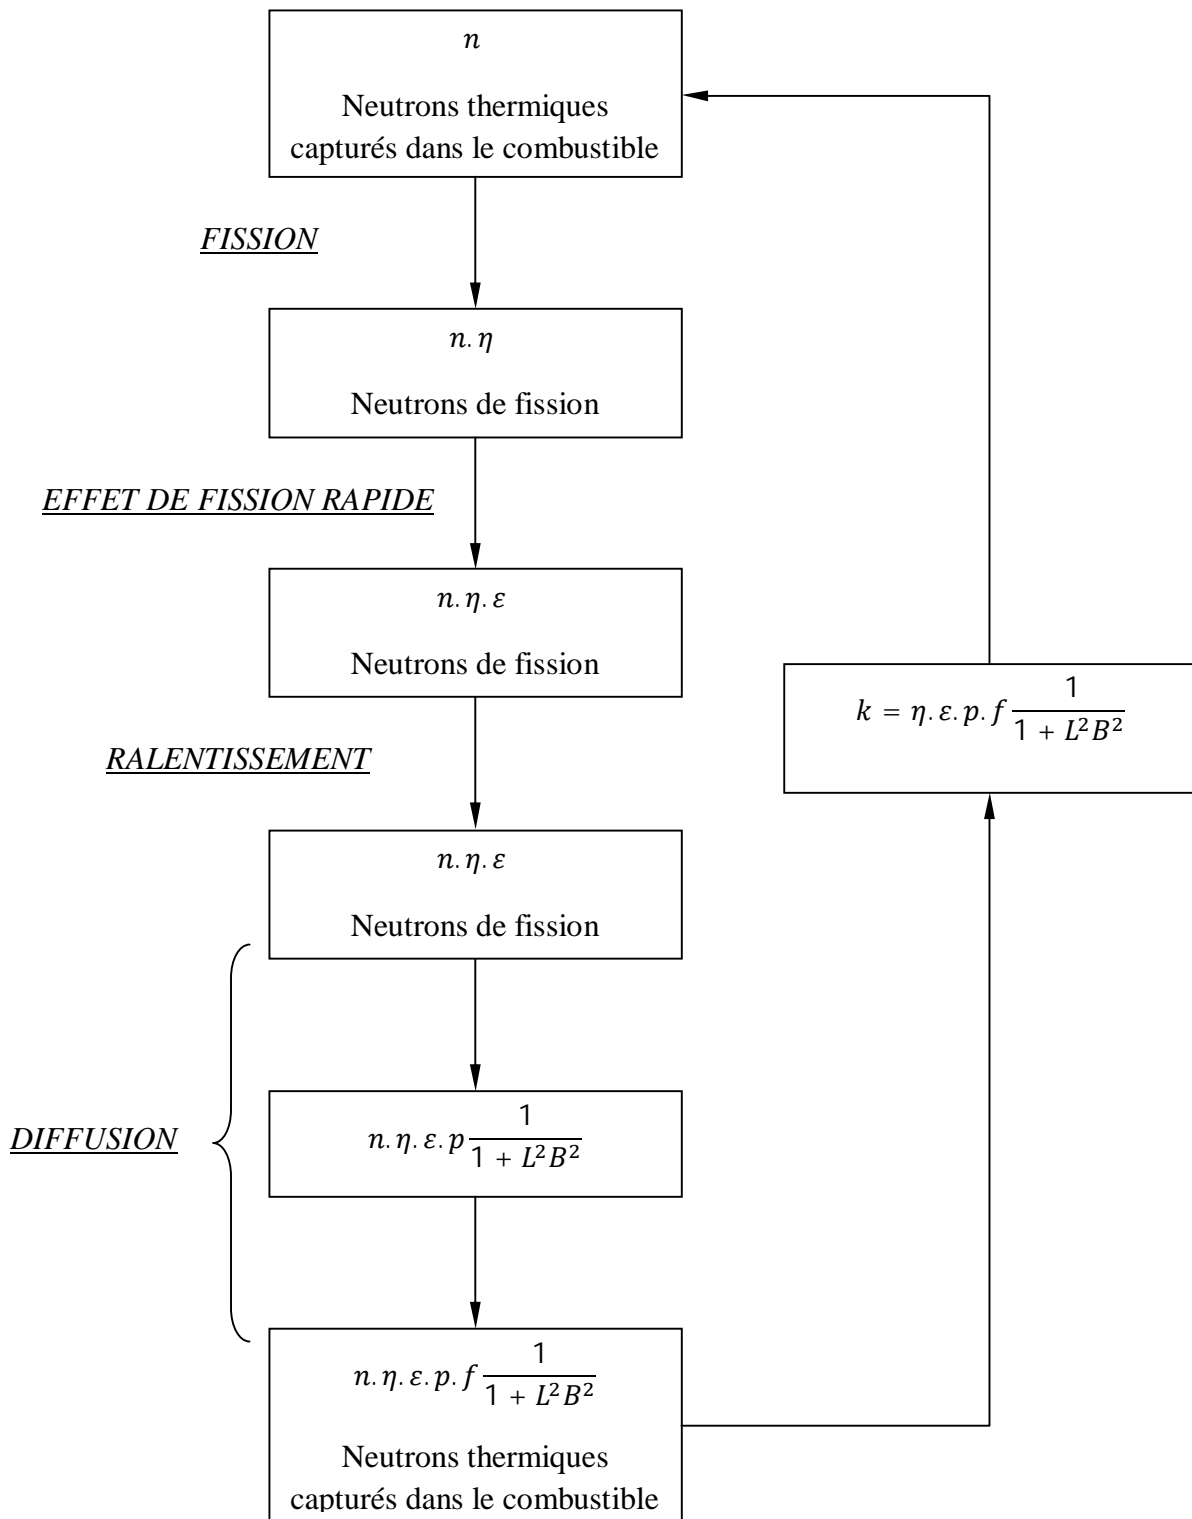 n
Neutrons thermiques
capturés dans le combustible
FISSION
n. η
Neutrons de fission
EFFET DE FISSION RAPIDE
n. η. ε
Neutrons de fission
k = η. ε. p. f 1 / (1 + L²B²)
RALENTISSEMENT
n. η. ε
Neutrons de fission
DIFFUSION
n. η. ε. p 1 / (1 + L²B²)
n. η. ε. p. f 1 / (1 + L²B²)
Neutrons thermiques
capturés dans le combustible